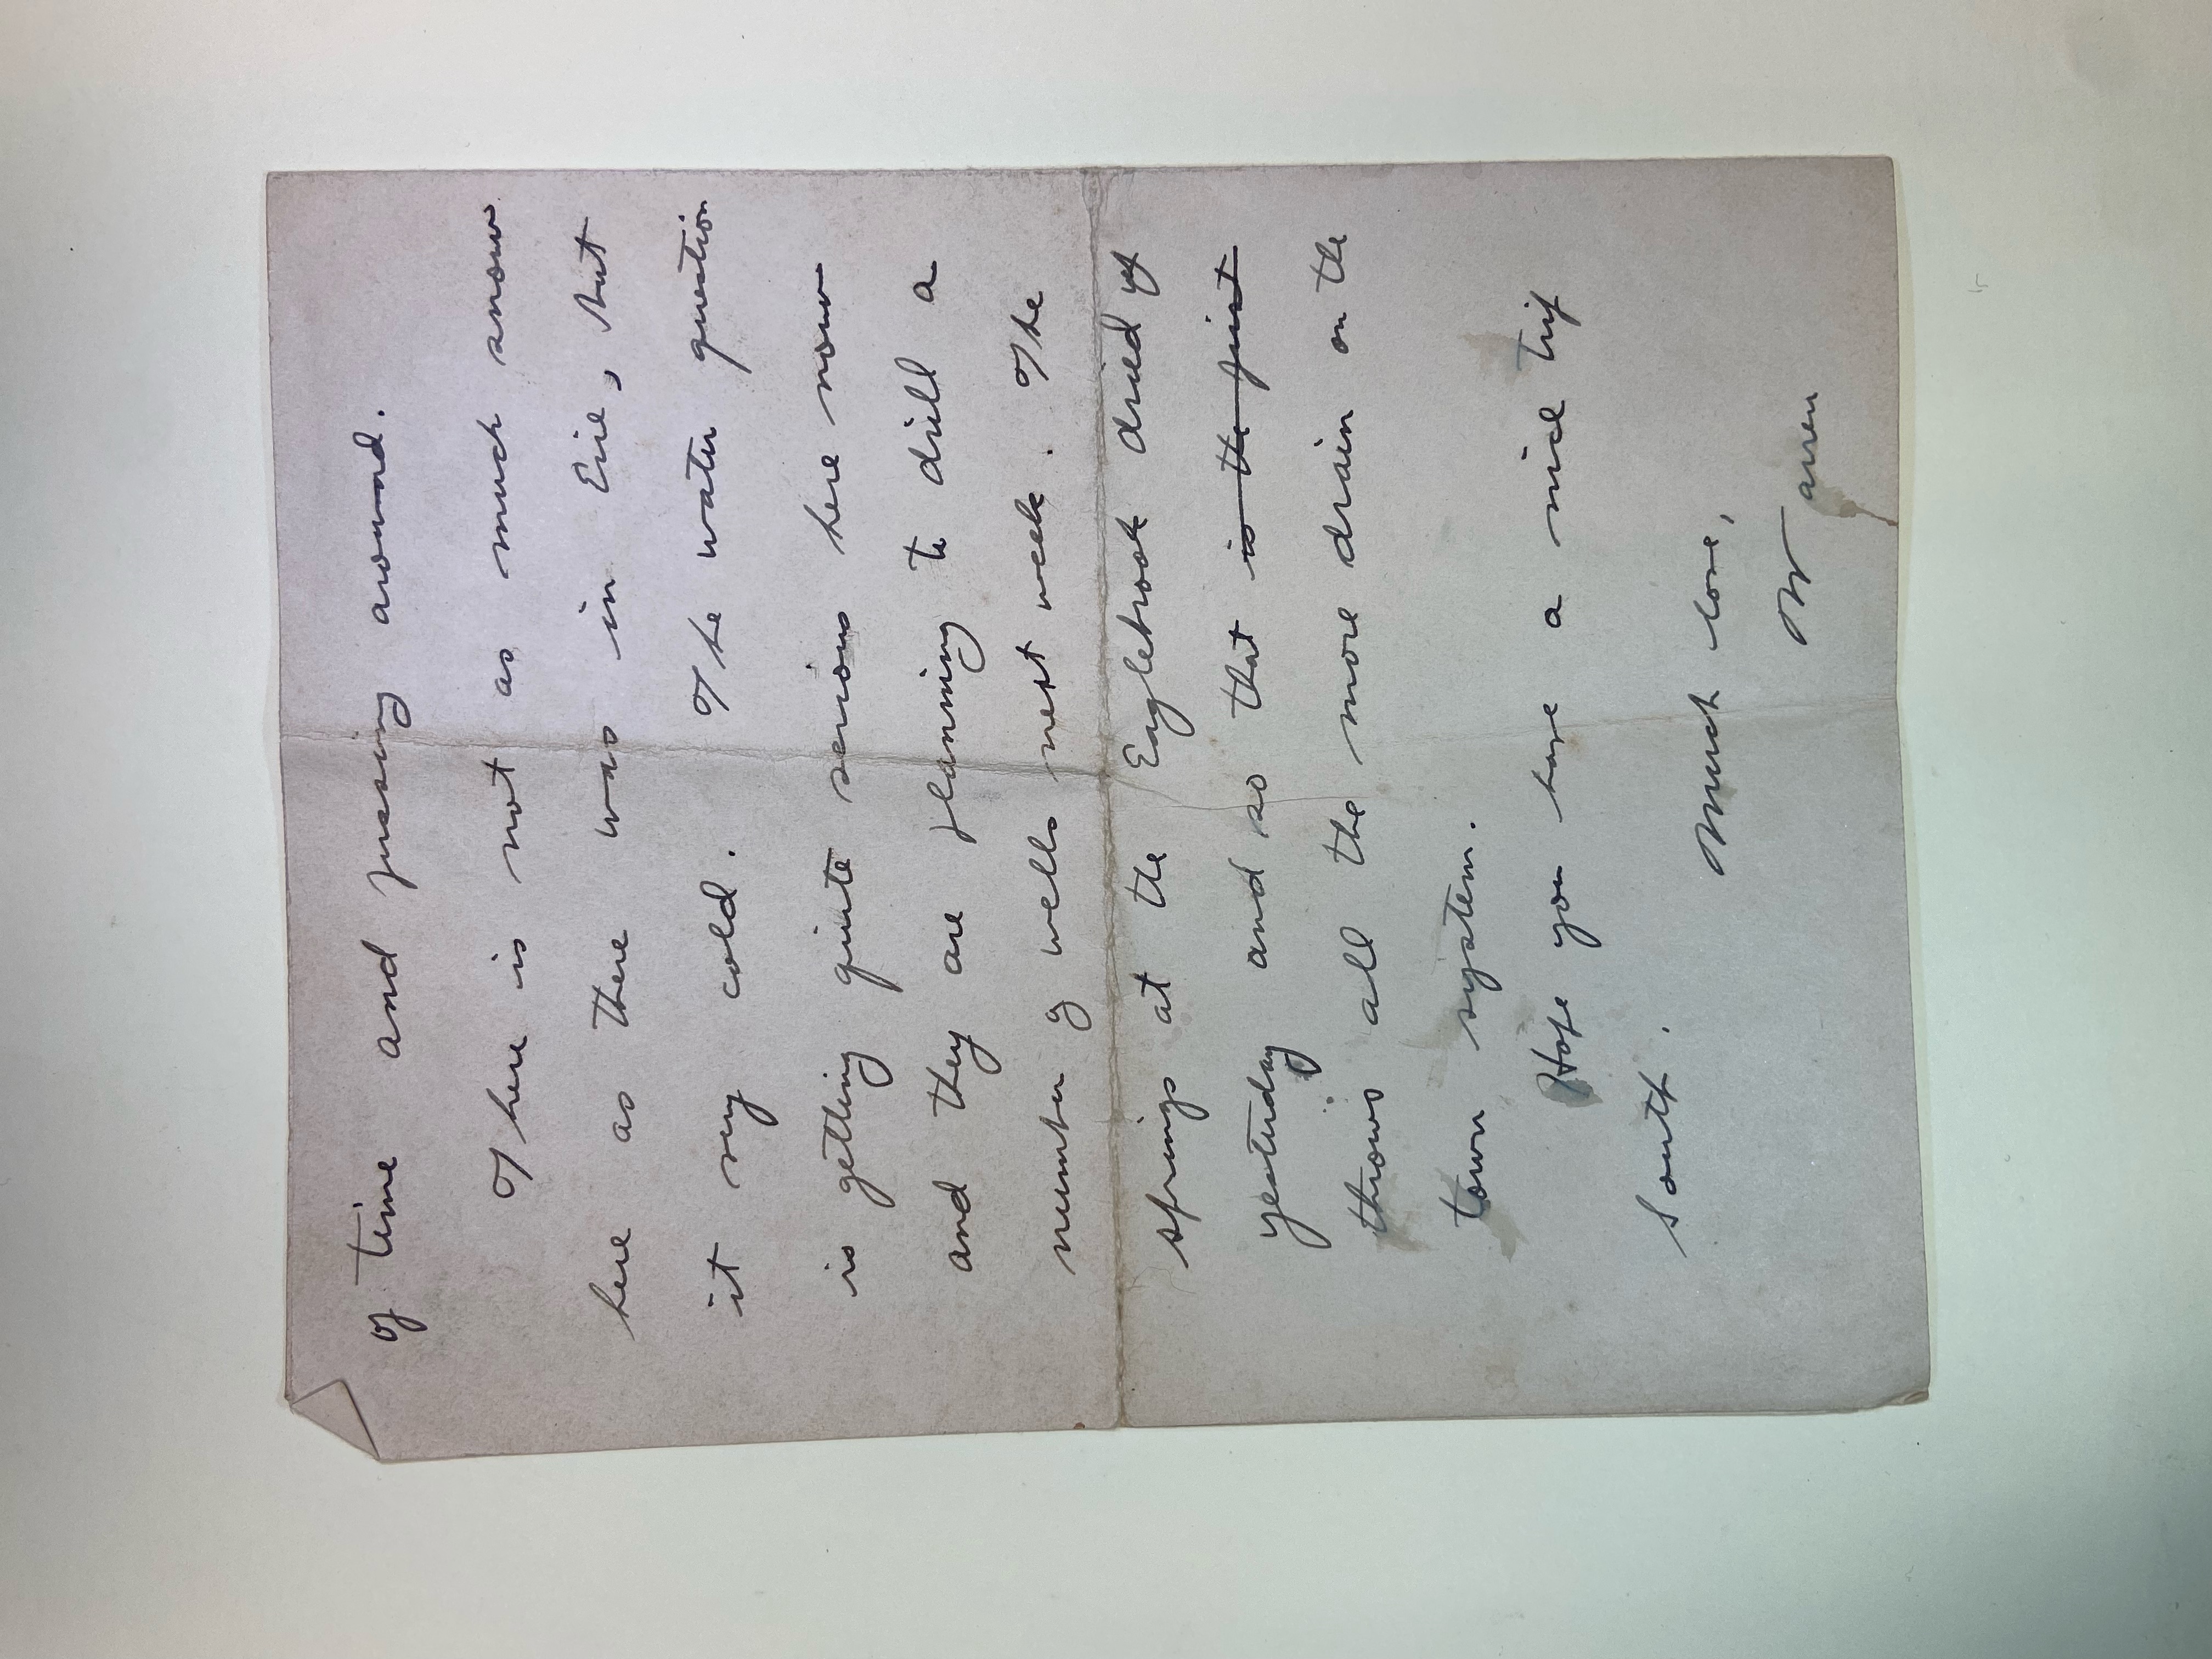 of time and fussing around.
There is not as much snow
here as there was in Erie, but
it very cold. The water question
is getting quite serious here now
and they are planning to drill a
number of wells next week. The
springs at the Eaglebrook dried up
yesterday and so that is the first
throws all the more drain on the
town system.
Hope you have a nice trip
South.
Much love,
Warren